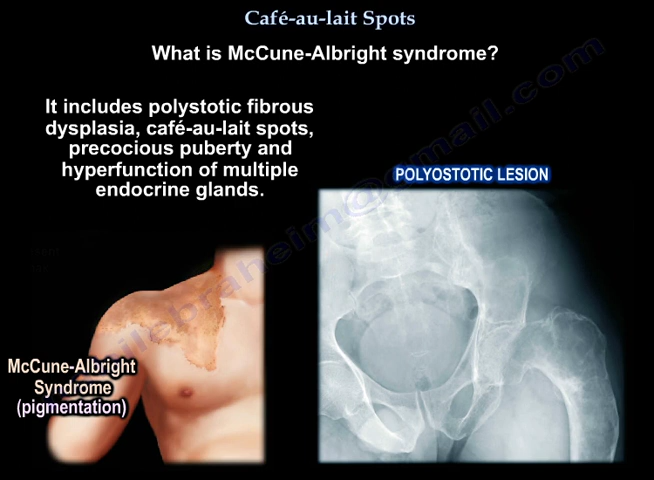 Café-au-lait Spots
What is McCune-Albright syndrome?
It includes polystotic fibrous
dysplasia, café-au-lait spots,
precocious puberty and
hyperfunction of multiple
endocrine glands.
POLYOSTOTIC LESION
McCune-Albright
Syndrome
(pigmentation)